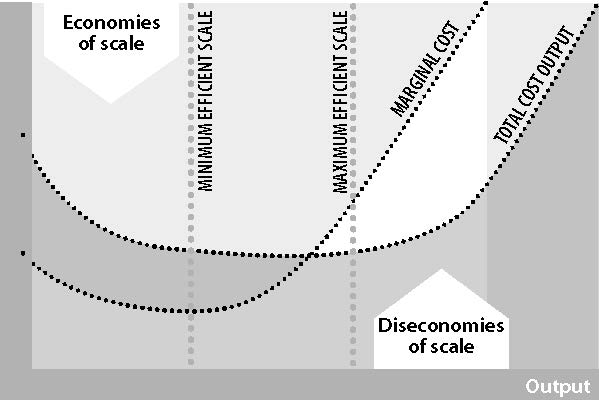 Economies
of scale
MINIMUM EFFICIENT SCALE
MAXIMUM EFFICIENT SCALE
MARGINAL COST
TOTAL COST OUTPUT
Diseconomies
of scale
Output